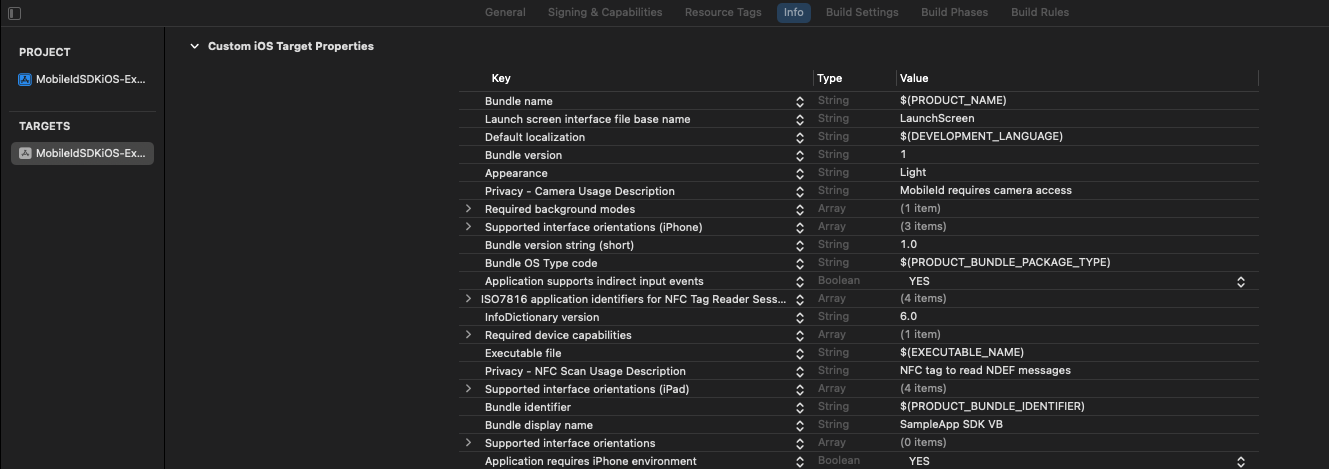 General Signing & Capabilities Resource Tags Info Build Settings Build Phases Build Rules
PROJECT
MobileIdSDKiOS-Ex...
TARGETS
MobileIdSDKiOS-Ex...
Custom iOS Target Properties
Key Type Value
Bundle name String $(PRODUCT_NAME)
Launch screen interface file base name String LaunchScreen
Default localization String $(DEVELOPMENT_LANGUAGE)
Bundle version String 1
Appearance String Light
Privacy - Camera Usage Description String MobileId requires camera access
Required background modes Array (1 item)
Supported interface orientations (iPhone) Array (3 items)
Bundle version string (short) String 1.0
Bundle OS Type code String $(PRODUCT_BUNDLE_PACKAGE_TYPE)
Application supports indirect input events Boolean YES
ISO7816 application identifiers for NFC Tag Reader Sess... Array (4 items)
InfoDictionary version String 6.0
Required device capabilities Array (1 item)
Executable file String $(EXECUTABLE_NAME)
Privacy - NFC Scan Usage Description String NFC tag to read NDEF messages
Supported interface orientations (iPad) Array (4 items)
Bundle identifier String $(PRODUCT_BUNDLE_IDENTIFIER)
Bundle display name String SampleApp SDK VB
Supported interface orientations Array (0 items)
Application requires iPhone environment Boolean YES